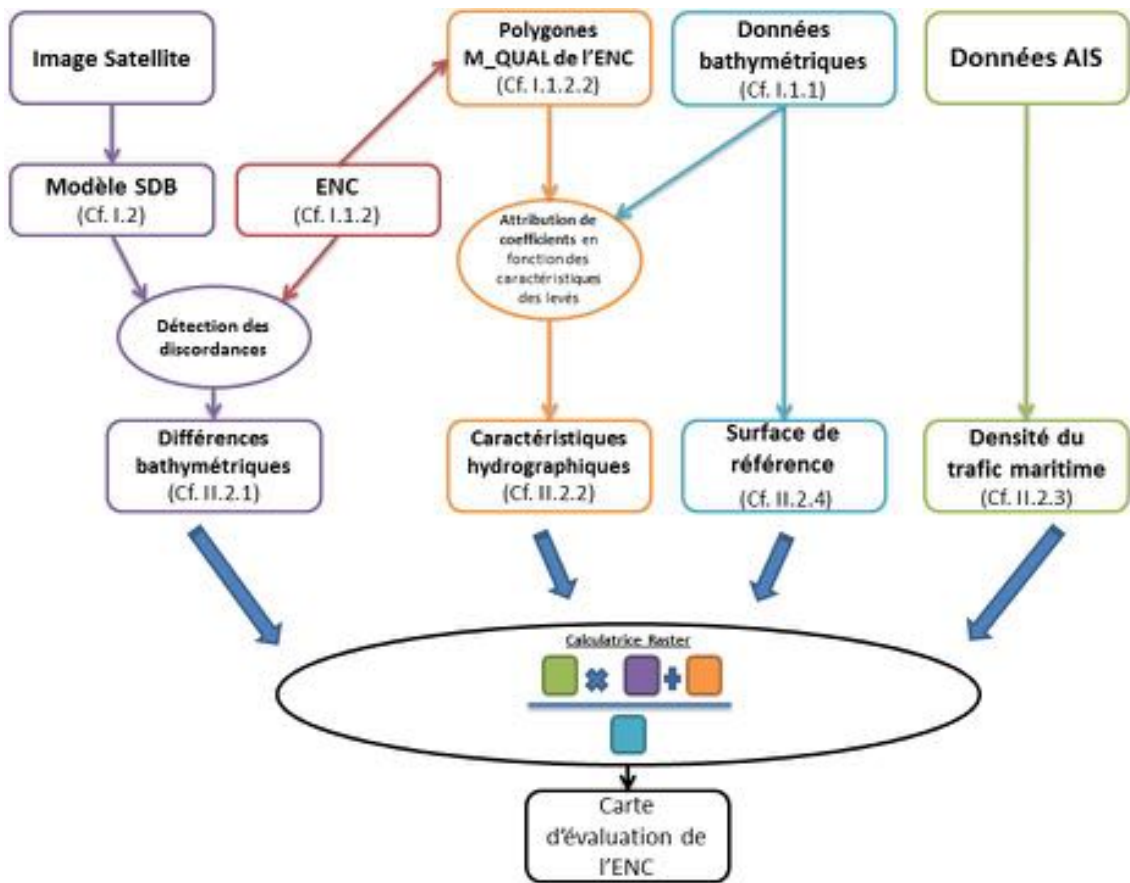 Image Satellite
Polygones
M_QUAL de l'ENC
(Cf. I.1.2.2)
Données
bathymétriques
(Cf. I.1.1)
Données AIS
Modèle SDB
(Cf. I.2)
ENC
(Cf. I.1.2)
Attribution de
coefficients en
fonction des
caractéristiques
des levés
Détection des
discordances
Différences
bathymétriques
(Cf. II.2.1)
Caractéristiques
hydrographiques
(Cf. II.2.2)
Surface de
référence
(Cf. II.2.4)
Densité du
trafic maritime
(Cf. II.2.3)
Calculatrice Raster
Carte
d'évaluation de
l'ENC